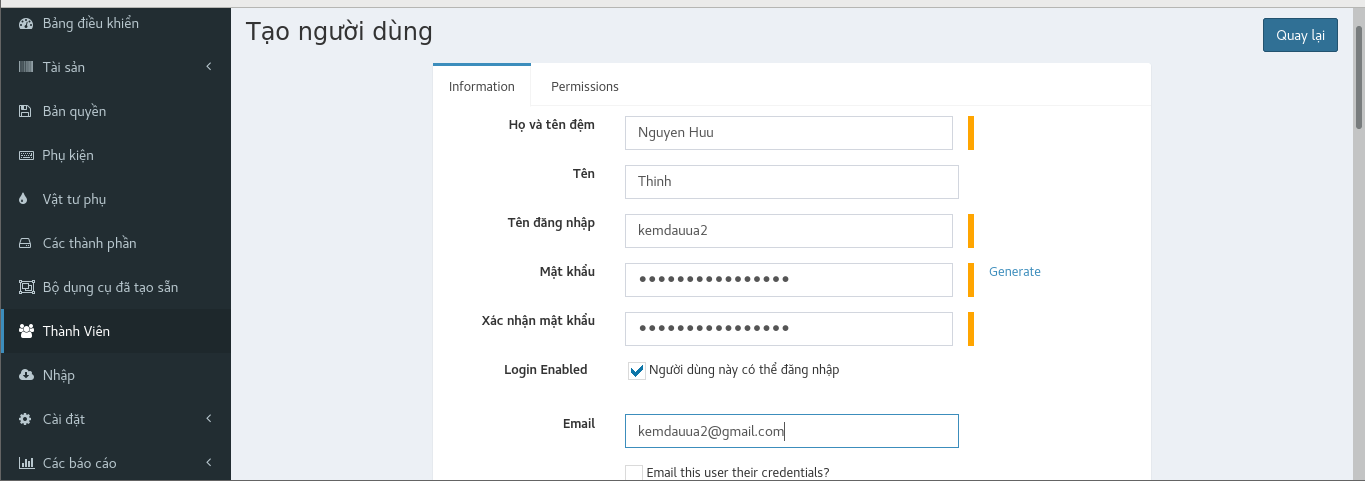 Bảng điều khiển
Tài sản
Bản quyền
Phụ kiện
Vật tư phụ
Các thành phần
Bộ dụng cụ đã tạo sẵn
Thành Viên
Nhập
Cài đặt
Các báo cáo
Tạo người dùng
Quay lại
Information Permissions
Họ và tên đệm Nguyen Huu
Tên Thinh
Tên đăng nhập kemdauua2
Mật khẩu •••••••••••••••• Generate
Xác nhận mật khẩu ••••••••••••••••
Login Enabled Người dùng này có thể đăng nhập
Email kemdauua2@gmail.com
Email this user their credentials?